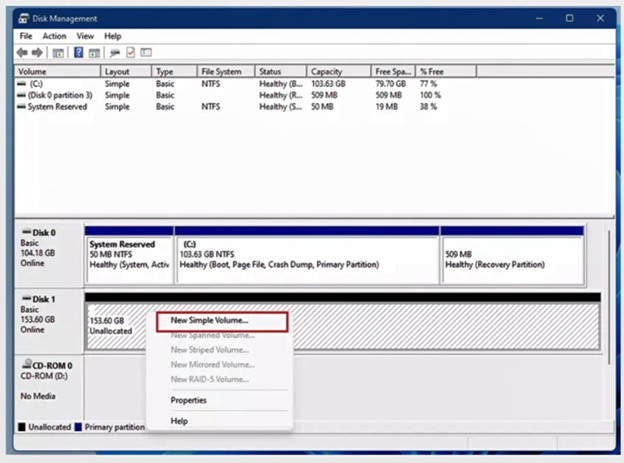 Disk Management
File Action View Help
Volume Layout Type File System Status Capacity Free Spa... % Free
(C:) Simple Basic NTFS Healthy (B... 103.63 GB 79.70 GB 77 %
(Disk 0 partition 3) Simple Basic Healthy (R... 509 MB 509 MB 100 %
System Reserved Simple Basic NTFS Healthy (S... 50 MB 19 MB 38 %
Disk 0
Basic
104.18 GB
Online
System Reserved
50 MB NTFS
Healthy (System, Activ
(C:)
103.63 GB NTFS
Healthy (Boot, Page File, Crash Dump, Primary Partition)
509 MB
Healthy (Recovery Partition)
Disk 1
Basic
153.60 GB
Online
153.60 GB
Unallocated
New Simple Volume...
New Spanned Volume...
New Striped Volume...
New Mirrored Volume...
New RAID-5 Volume...
Properties
Help
CD-ROM 0
CD-ROM (D:)
No Media
Unallocated Primary partition